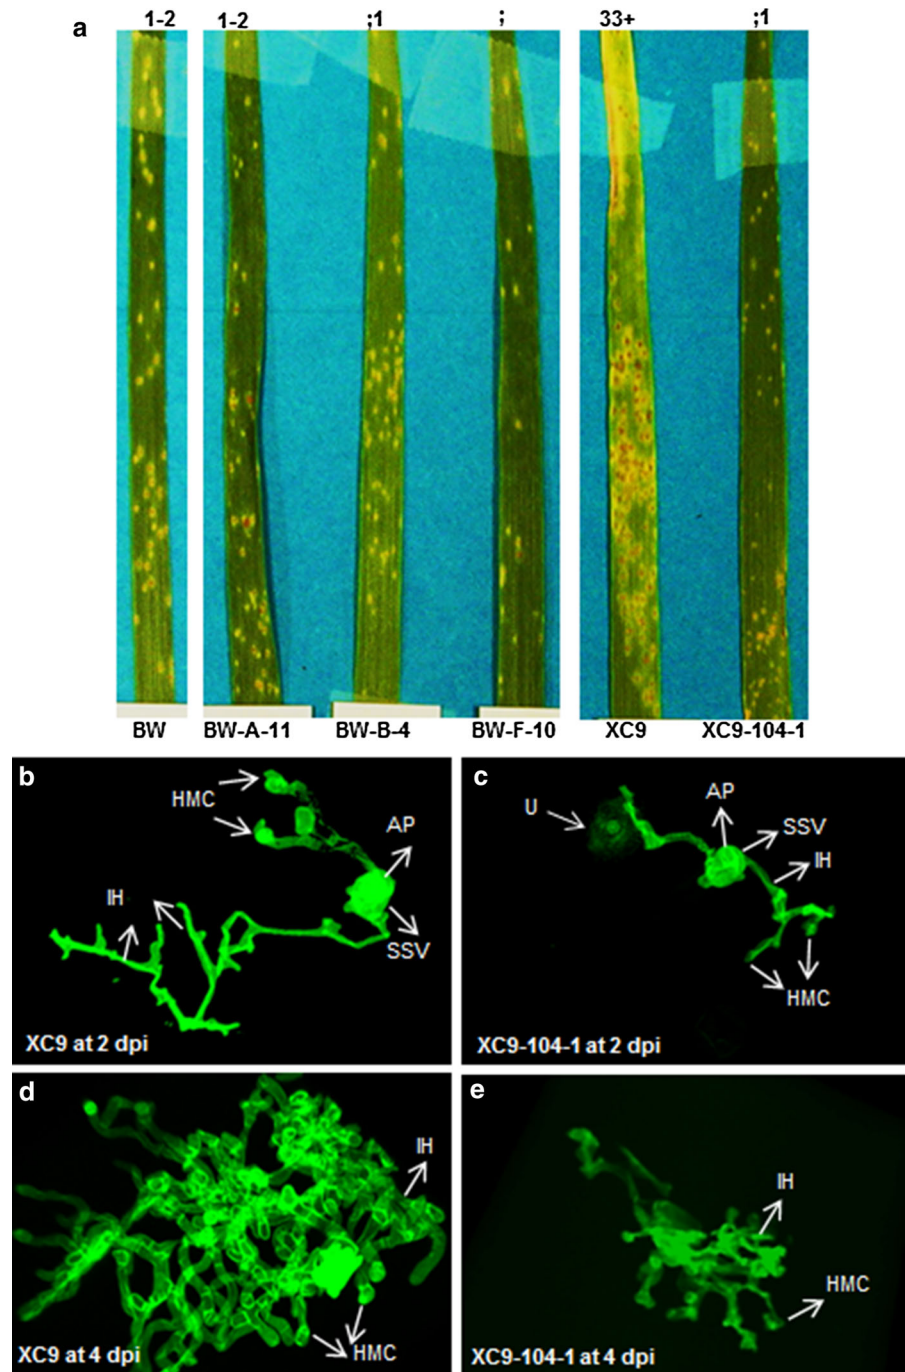 a
1-2 1-2 ;1 ; 33+ ;1
BW BW-A-11 BW-B-4 BW-F-10 XC9 XC9-104-1
b
HMC
AP
IH
SSV
XC9 at 2 dpi
c
U
AP
SSV
IH
HMC
XC9-104-1 at 2 dpi
d
IH
HMC
XC9 at 4 dpi
e
IH
HMC
XC9-104-1 at 4 dpi